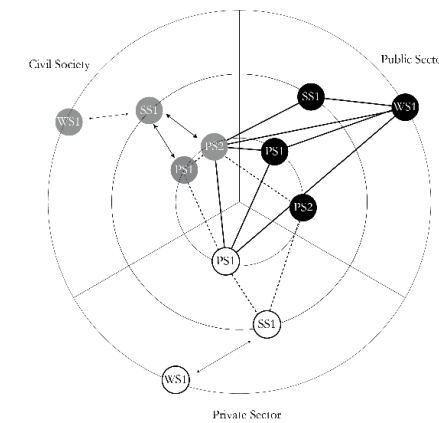 Public Secto
Civil Society
SS1
WS1
SS1
WS1
PS2
PS1
PS1
PS2
PS1
SS1
WS1
Private Sector